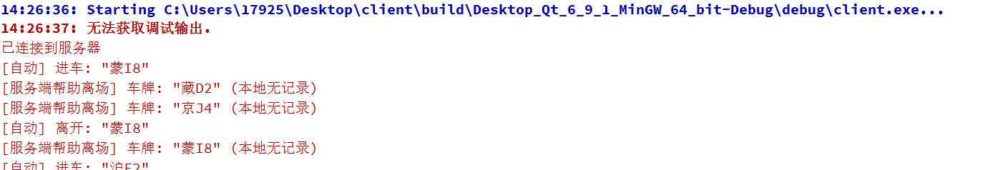 14:26:36: Starting C:\Users\17925\Desktop\client\build\Desktop_Qt_6_9_1_MinGW_64_bit-Debug\debug\client.exe...
14:26:37: 无法获取调试输出.
已连接到服务器
[自动] 进车: "蒙I8"
[服务端帮助离场] 车牌: "藏D2" (本地无记录)
[服务端帮助离场] 车牌: "京J4" (本地无记录)
[自动] 离开: "蒙I8"
[服务端帮助离场] 车牌: "蒙I8" (本地无记录)
[自动] 进车: